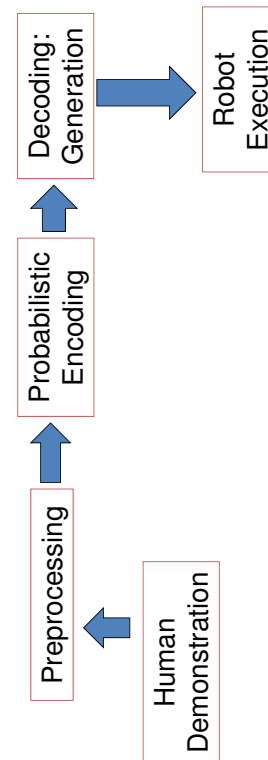 Human
Demonstration
Preprocessing
Probabilistic
Encoding
Decoding:
Generation
Robot
Execution